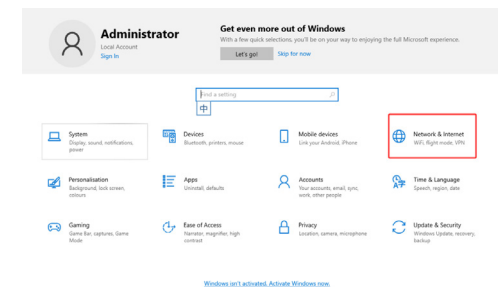 Administrator
Local Account
Sign In
Get even more out of Windows
With a few quick selections, you'll be on your way to enjoying the full Microsoft experience.
Let's go!
Skip for now
Find a setting
中
System
Display, sound, notifications,
power
Devices
Bluetooth, printers, mouse
Mobile devices
Link your Android, iPhone
Network & Internet
WiFi, flight mode, VPN
Personalisation
Background, lock screen,
colours
Apps
Uninstall, defaults
Accounts
Your accounts, email, sync,
work, other people
Time & Language
Speech, region, date
Gaming
Game Bar, captures, Game
Mode
Ease of Access
Narrator, magnifier, high
contrast
Privacy
Location, camera, microphone
Update & Security
Windows Update, recovery,
backup
Windows isn't activated. Activate Windows now.